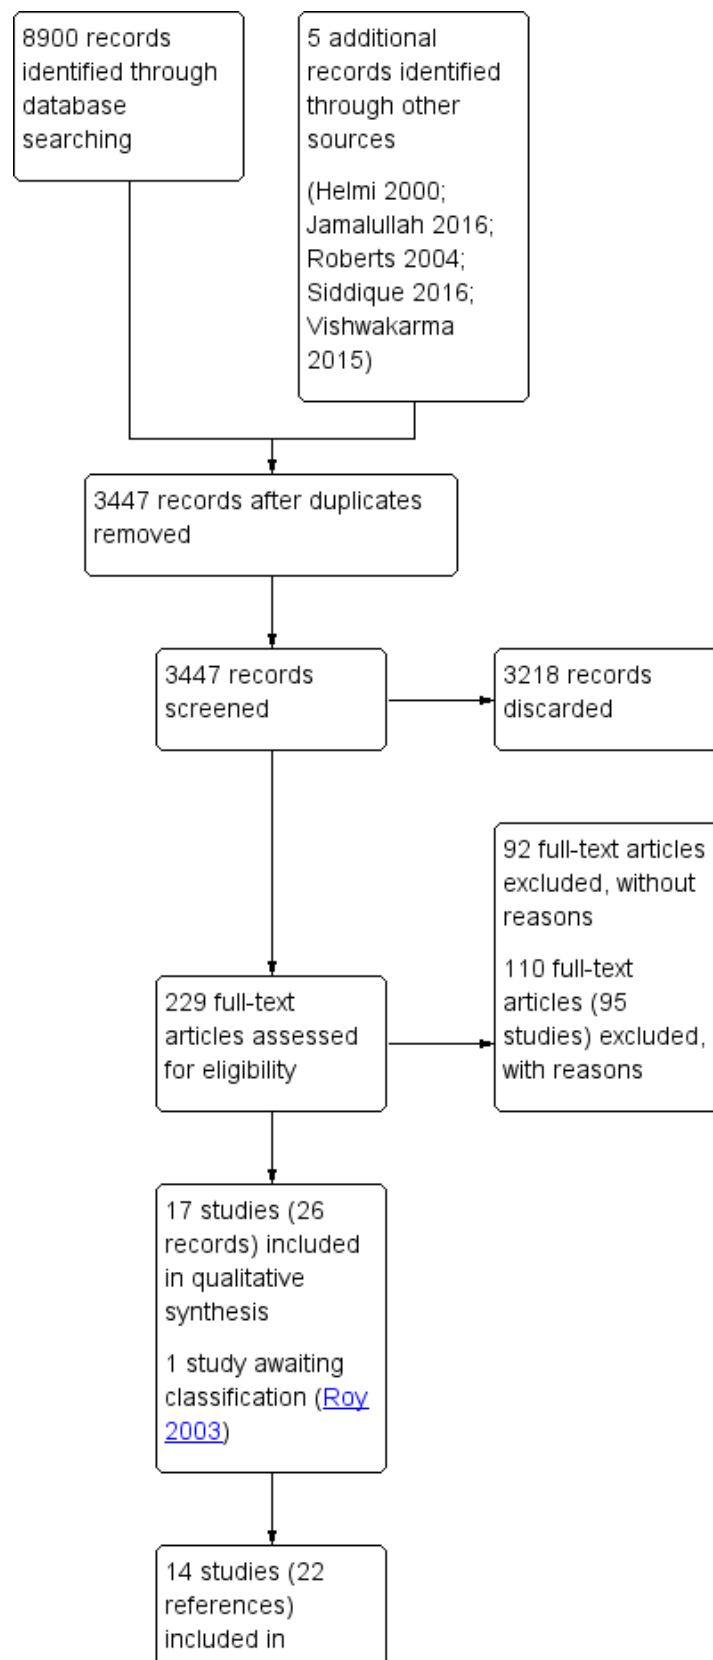 8900 records
identified through
database
searching
5 additional
records identified
through other
sources
(Helmi 2000;
Jamalullah 2016;
Roberts 2004;
Siddique 2016;
Vishwakarma
2015)
3447 records after duplicates
removed
3447 records
screened
3218 records
discarded
92 full-text articles
excluded, without
reasons
110 full-text
articles (95
studies) excluded,
with reasons
229 full-text
articles assessed
for eligibility
17 studies (26
records) included
in qualitative
synthesis
1 study awaiting
classification (Roy
2003)
14 studies (22
references)
included in